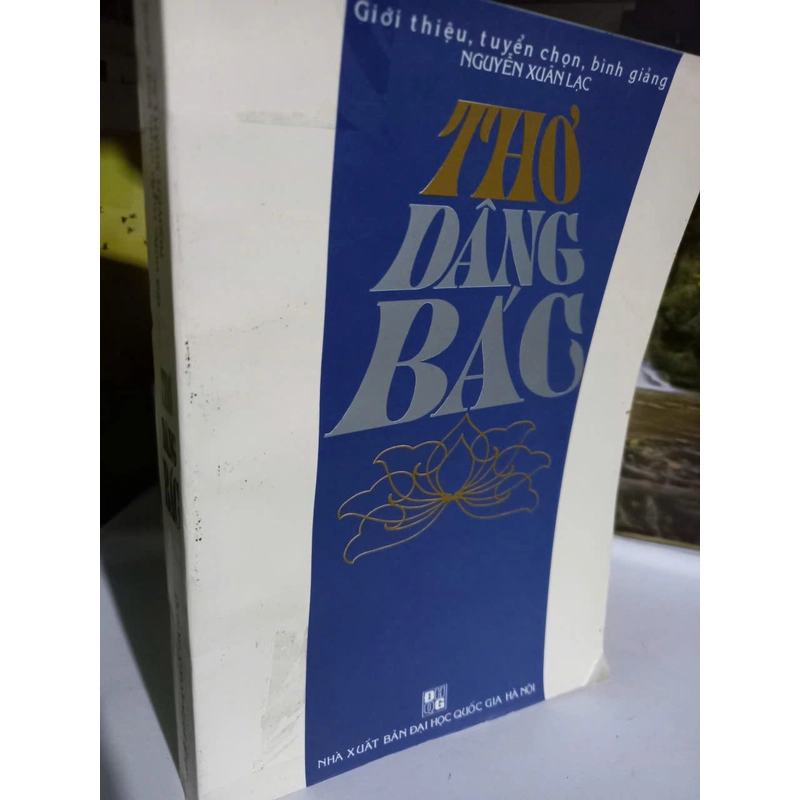 Giới thiệu, tuyển chọn, bình giảng
NGUYỄN XUÂN LẠC
THƠ
DÂNG
BÁC
NHÀ XUẤT BẢN ĐẠI HỌC QUỐC GIA HÀ NỘI